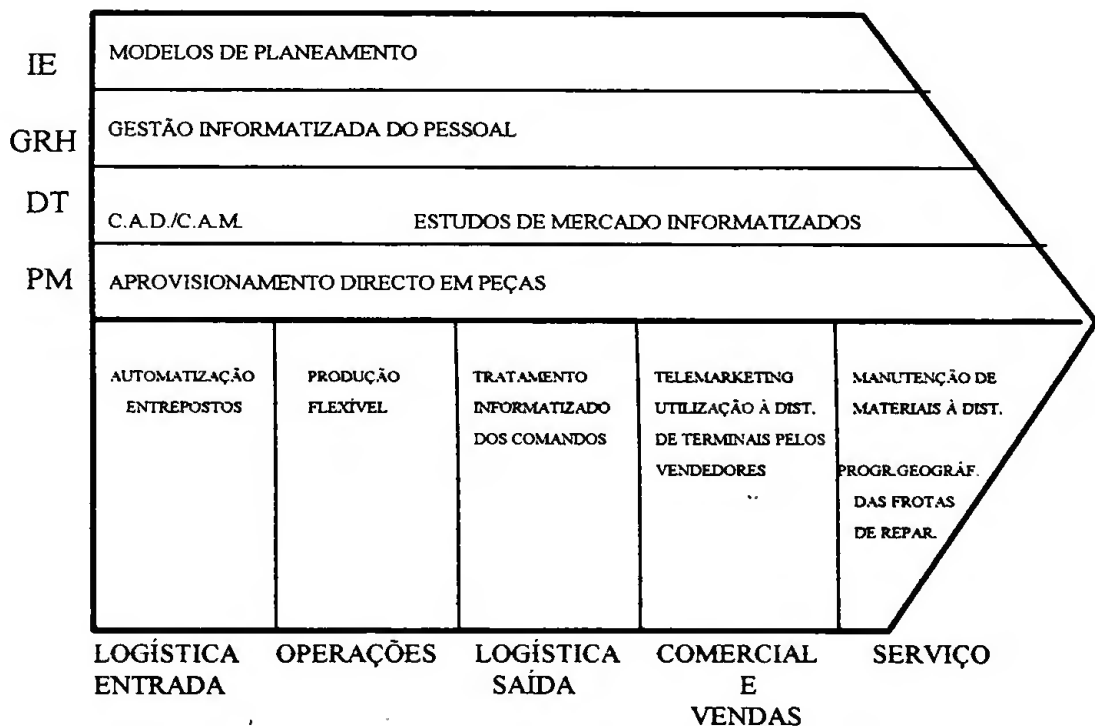 IE
MODELOS DE PLANEAMENTO
GRH
GESTÃO INFORMATIZADA DO PESSOAL
DT
C.A.D./C.A.M. ESTUDOS DE MERCADO INFORMATIZADOS
PM
APROVISIONAMENTO DIRECTO EM PEÇAS
AUTOMATIZAÇÃO
ENTREPOSTOS
PRODUÇÃO
FLEXÍVEL
TRATAMENTO
INFORMATIZADO
DOS COMANDOS
TELEMARKETING
UTILIZAÇÃO À DIST.
DE TERMINAIS PELOS
VENDEDORES
MANUTENÇÃO DE
MATERIAIS À DIST.
PROGR.GEOGRÁF.
DAS FROTAS
DE REPAR.
LOGÍSTICA
ENTRADA
OPERAÇÕES
LOGÍSTICA
SAÍDA
COMERCIAL
E
VENDAS
SERVIÇO